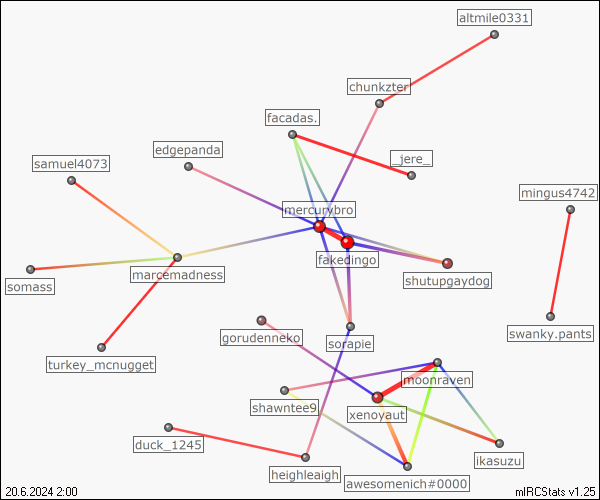 altmile0331
chunkzter
facadas.
edgepanda
_jere_
samuel4073
mingus4742
mercurybro
fakedingo
marcemadness
shutupgaydog
somass
swanky.pants
gorudenneko
sorapie
turkey_mcnugget
moonraven
shawntee9
xenoyaut
duck_1245
ikasuzu
heighleaigh
awesomenich#0000
20.6.2024 2:00
mIRCStats v1.25